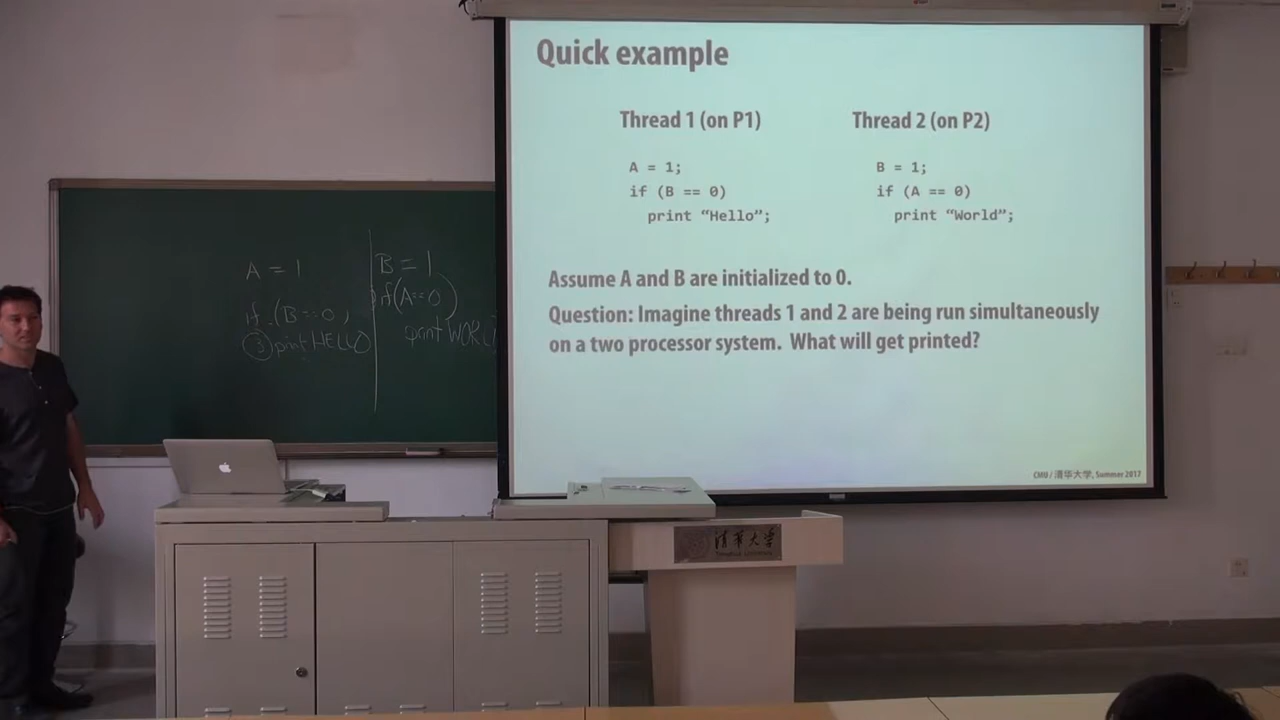 Quick example
Thread 1 (on P1)
A = 1;
if (B == 0)
print “Hello”;
Thread 2 (on P2)
B = 1;
if (A == 0)
print “World”;
Assume A and B are initialized to 0.
Question: Imagine threads 1 and 2 are being run simultaneously
on a two processor system. What will get printed?
CMU / 清华大学, Summer 2017
A = 1
if (B==0)
③ print HELLO
B = 1
if(A==0)
print
清华大学
Tsinghua University